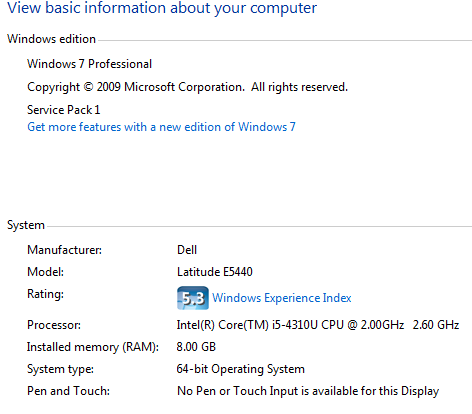 View basic information about your computer
Windows edition
Windows 7 Professional
Copyright © 2009 Microsoft Corporation.  All rights reserved.
Service Pack 1
Get more features with a new edition of Windows 7
System
Manufacturer: Dell
Model: Latitude E5440
Rating: 5.3 Windows Experience Index
Processor: Intel(R) Core(TM) i5-4310U CPU @ 2.00GHz  2.60 GHz
Installed memory (RAM): 8.00 GB
System type: 64-bit Operating System
Pen and Touch: No Pen or Touch Input is available for this Display